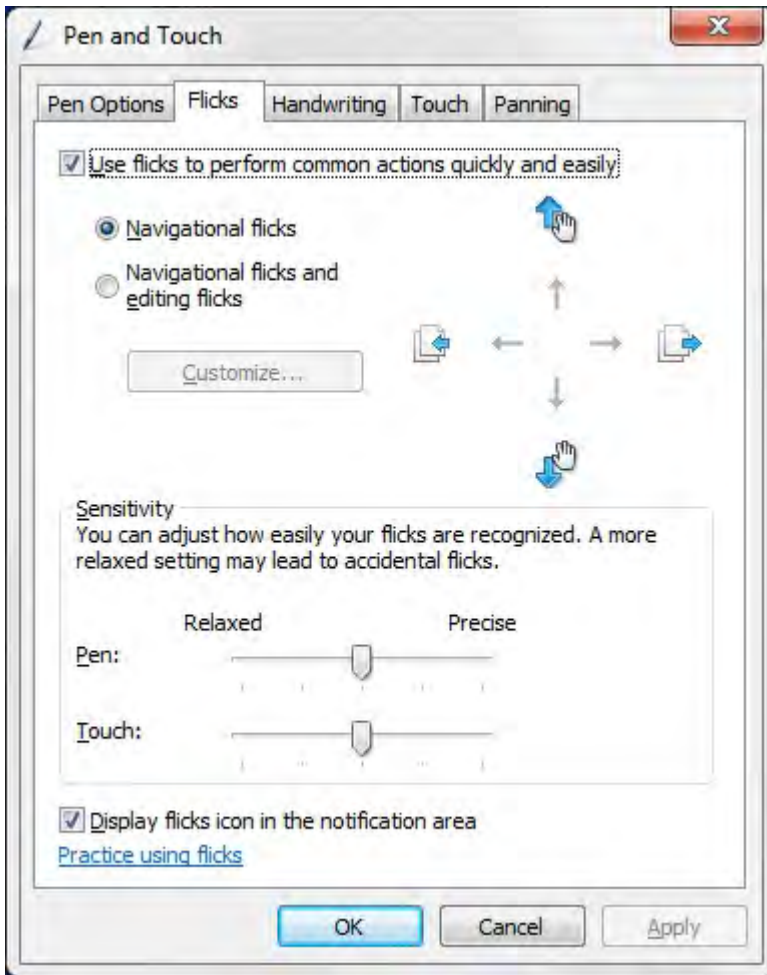 Pen and Touch
Pen Options Flicks Handwriting Touch Panning
Use flicks to perform common actions quickly and easily
Navigational flicks
Navigational flicks and
editing flicks
Customize...
Sensitivity
You can adjust how easily your flicks are recognized. A more
relaxed setting may lead to accidental flicks.
Relaxed Precise
Pen:
Touch:
Display flicks icon in the notification area
Practice using flicks
OK Cancel Apply